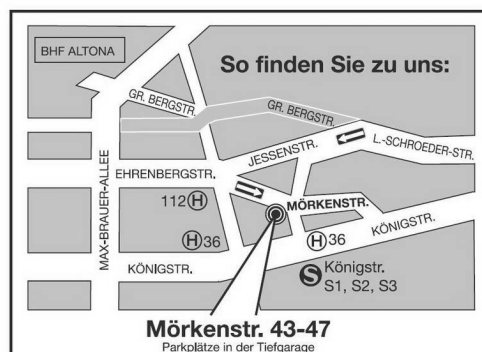 BHF ALTONA
So finden Sie zu uns:
GR. BERGSTR.
GR. BERGSTR.
JESSENSTR.
L.-SCHROEDER-STR.
MAX-BRAUER-ALLEE
EHRENBERGSTR.
112 H
MÖRKENSTR.
H 36
H 36
KÖNIGSTR.
KÖNIGSTR.
S Königstr.
S1, S2, S3
Mörkenstr. 43-47
Parkplätze in der Tiefgarage